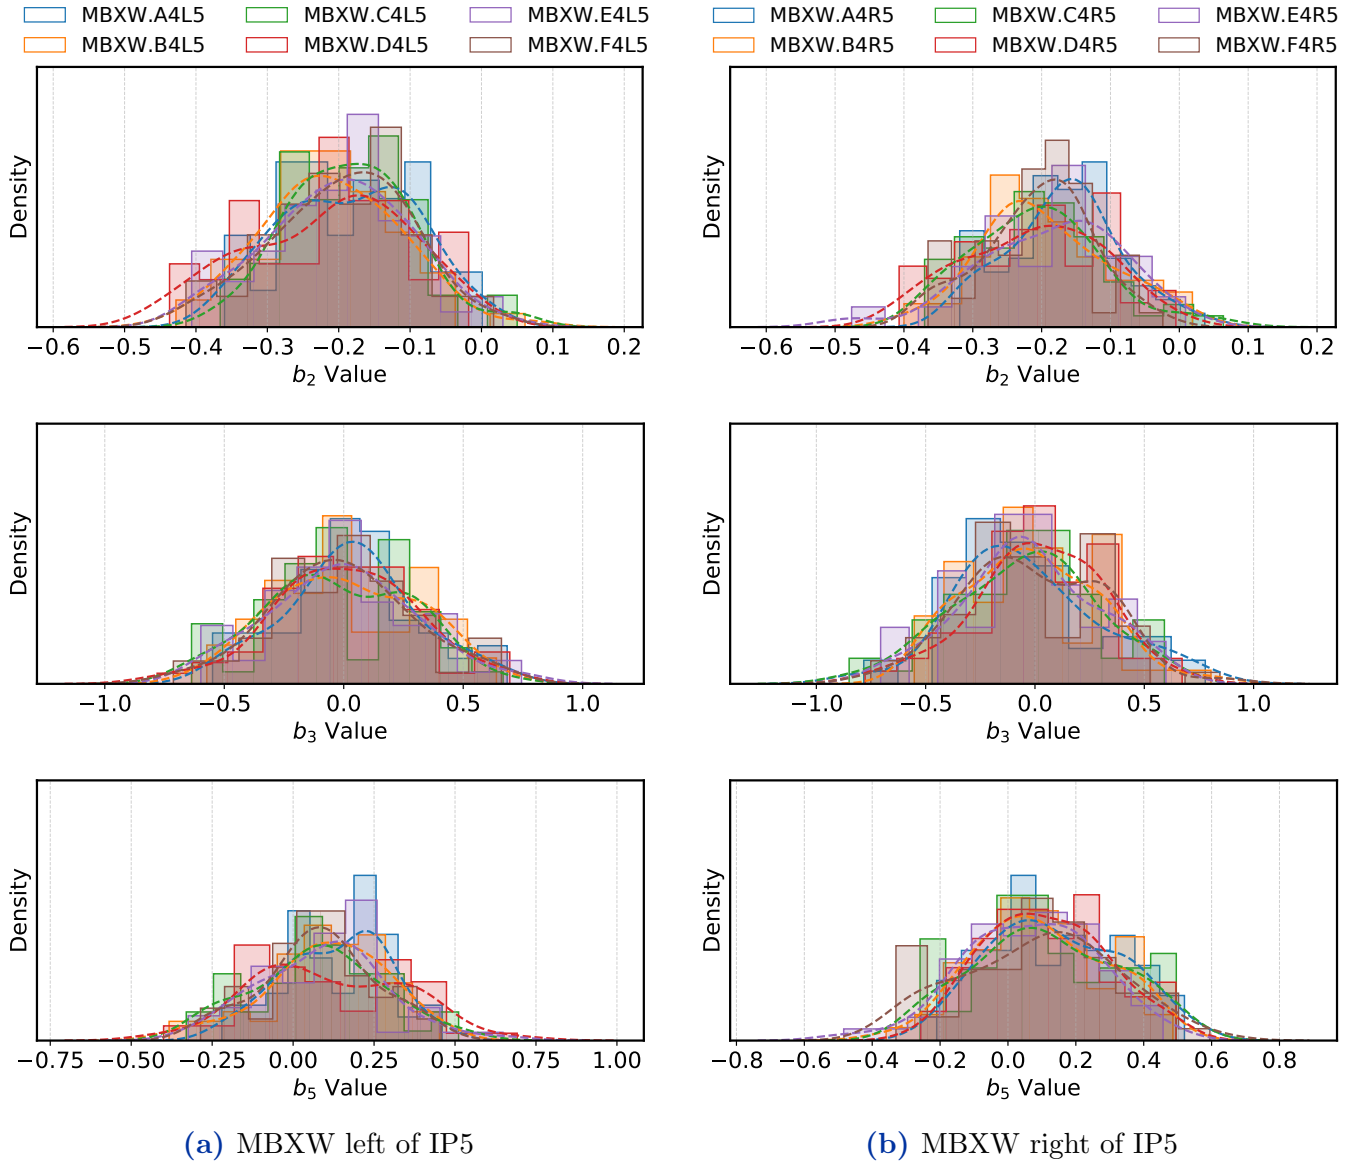 MBXW.A4L5 MBXW.C4L5 MBXW.E4L5
MBXW.B4L5 MBXW.D4L5 MBXW.F4L5
Density
−0.6 −0.5 −0.4 −0.3 −0.2 −0.1 0.0 0.1 0.2
b2 Value
Density
−1.0 −0.5 0.0 0.5 1.0
b3 Value
Density
−0.75 −0.50 −0.25 0.00 0.25 0.50 0.75 1.00
b5 Value
(a) MBXW left of IP5
MBXW.A4R5 MBXW.C4R5 MBXW.E4R5
MBXW.B4R5 MBXW.D4R5 MBXW.F4R5
Density
−0.6 −0.5 −0.4 −0.3 −0.2 −0.1 0.0 0.1 0.2
b2 Value
Density
−1.0 −0.5 0.0 0.5 1.0
b3 Value
Density
−0.8 −0.6 −0.4 −0.2 0.0 0.2 0.4 0.6 0.8
b5 Value
(b) MBXW right of IP5